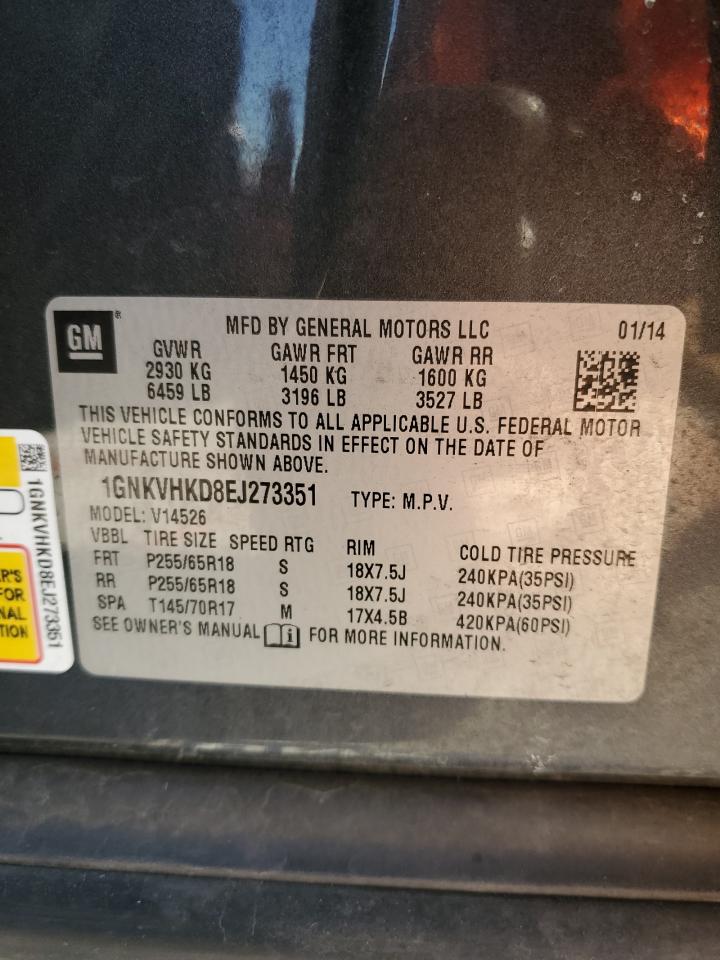 GM
®
MFD BY GENERAL MOTORS LLC 01/14
GVWR GAWR FRT GAWR RR
2930 KG 1450 KG 1600 KG
6459 LB 3196 LB 3527 LB
THIS VEHICLE CONFORMS TO ALL APPLICABLE U.S. FEDERAL MOTOR
VEHICLE SAFETY STANDARDS IN EFFECT ON THE DATE OF
MANUFACTURE SHOWN ABOVE.
1GNKVHKD8EJ273351 TYPE: M.P.V.
MODEL: V14526
VBBL TIRE SIZE SPEED RTG RIM COLD TIRE PRESSURE
FRT P255/65R18 S 18X7.5J 240KPA(35PSI)
RR P255/65R18 S 18X7.5J 240KPA(35PSI)
SPA T145/70R17 M 17X4.5B 420KPA(60PSI)
SEE OWNER'S MANUAL i FOR MORE INFORMATION.
1GNKVHKD8EJ273351
ER'S
FOR
NAL
TION